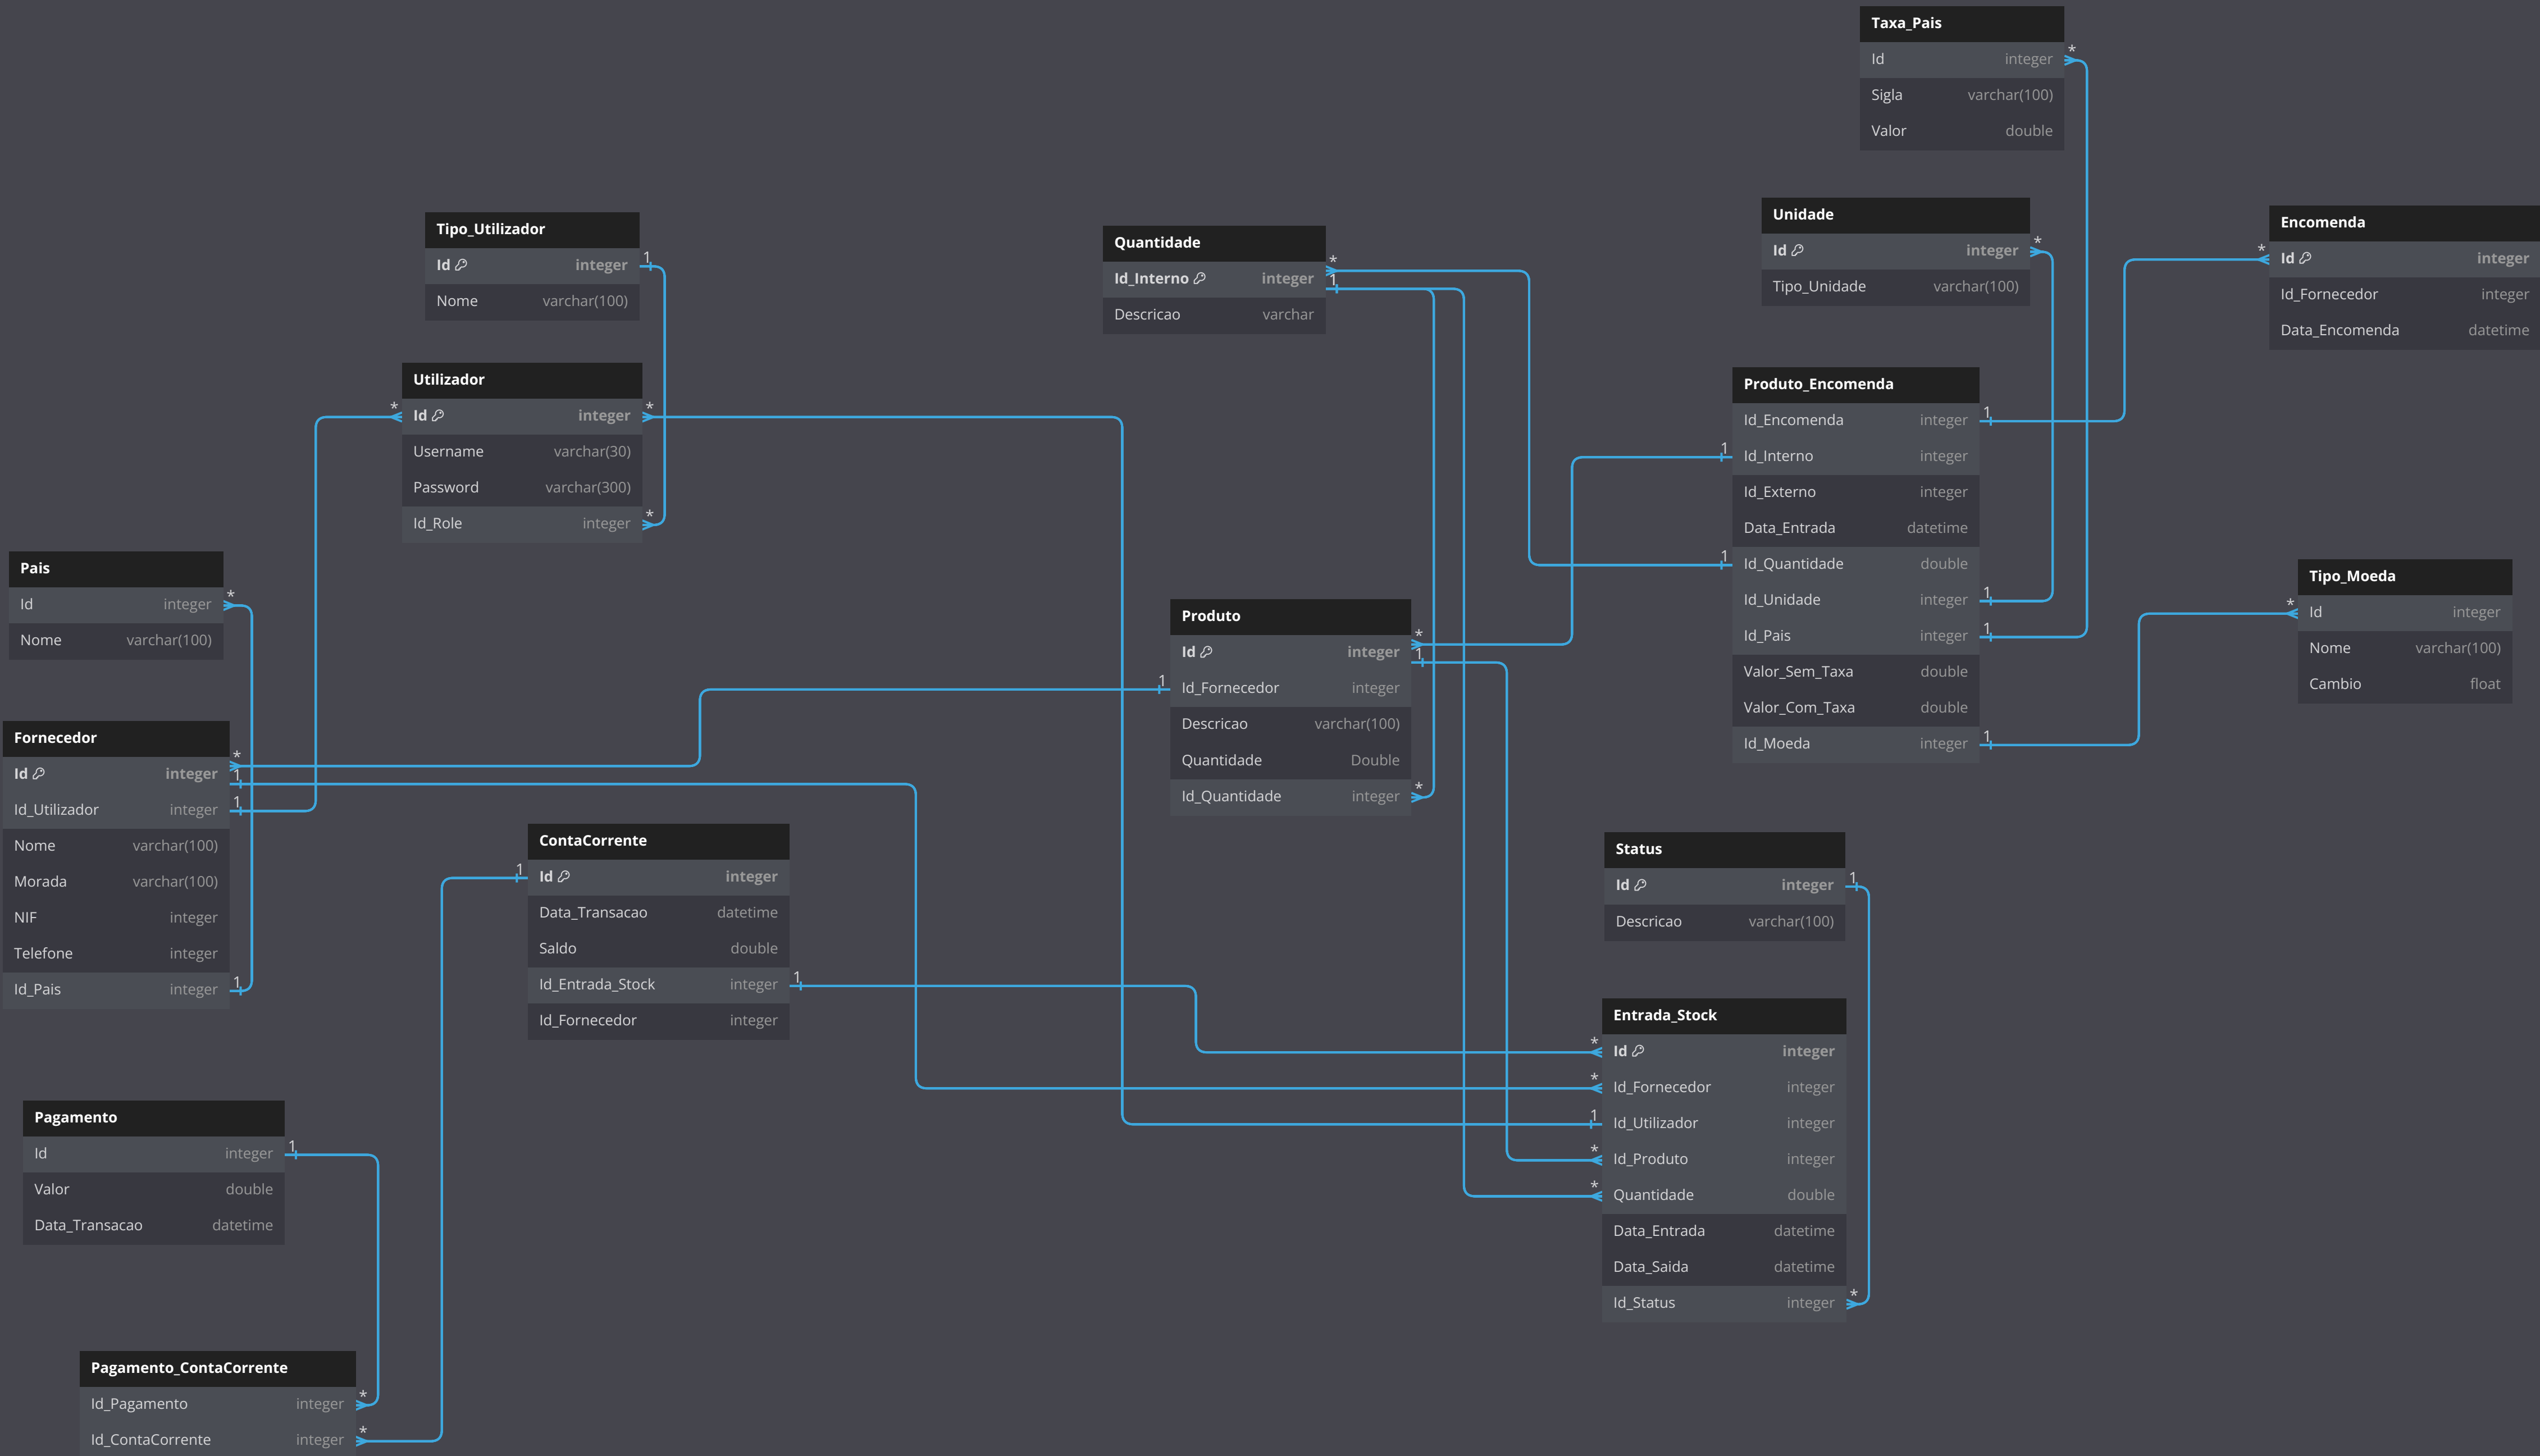 Taxa_Pais
Id integer
Sigla varchar(100)
Valor double
Unidade
Id integer
Tipo_Unidade varchar(100)
Encomenda
Id integer
Id_Fornecedor integer
Data_Encomenda datetime
Tipo_Utilizador
Id integer
Nome varchar(100)
Quantidade
Id_Interno integer
Descricao varchar
Utilizador
Id integer
Username varchar(30)
Password varchar(300)
Id_Role integer
Produto_Encomenda
Id_Encomenda integer
Id_Interno integer
Id_Externo integer
Data_Entrada datetime
Id_Quantidade double
Id_Unidade integer
Id_Pais integer
Valor_Sem_Taxa double
Valor_Com_Taxa double
Id_Moeda integer
Pais
Id integer
Nome varchar(100)
Tipo_Moeda
Id integer
Nome varchar(100)
Cambio float
Produto
Id integer
Id_Fornecedor integer
Descricao varchar(100)
Quantidade Double
Id_Quantidade integer
Fornecedor
Id integer
Id_Utilizador integer
Nome varchar(100)
Morada varchar(100)
NIF integer
Telefone integer
Id_Pais integer
ContaCorrente
Id integer
Data_Transacao datetime
Saldo double
Id_Entrada_Stock integer
Id_Fornecedor integer
Status
Id integer
Descricao varchar(100)
Entrada_Stock
Id integer
Id_Fornecedor integer
Id_Utilizador integer
Id_Produto integer
Quantidade double
Data_Entrada datetime
Data_Saida datetime
Id_Status integer
Pagamento
Id integer
Valor double
Data_Transacao datetime
Pagamento_ContaCorrente
Id_Pagamento integer
Id_ContaCorrente integer